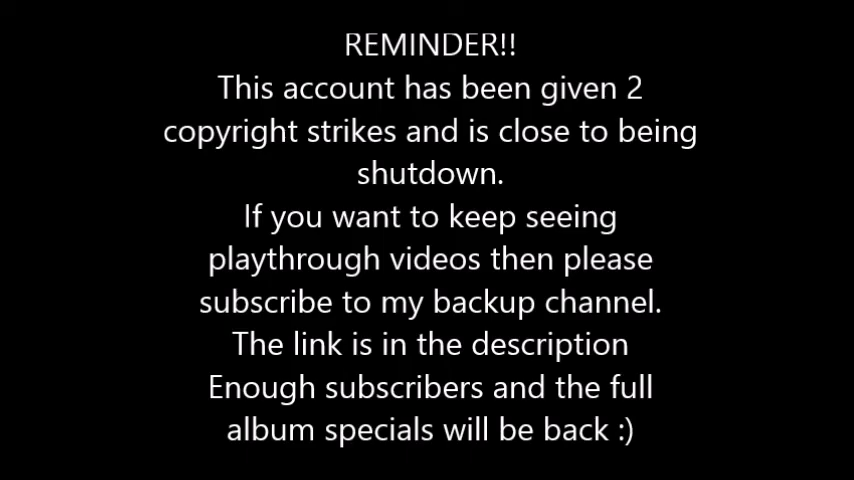 REMINDER!!
This account has been given 2
copyright strikes and is close to being
shutdown.
If you want to keep seeing
playthrough videos then please
subscribe to my backup channel.
The link is in the description
Enough subscribers and the full
album specials will be back :)